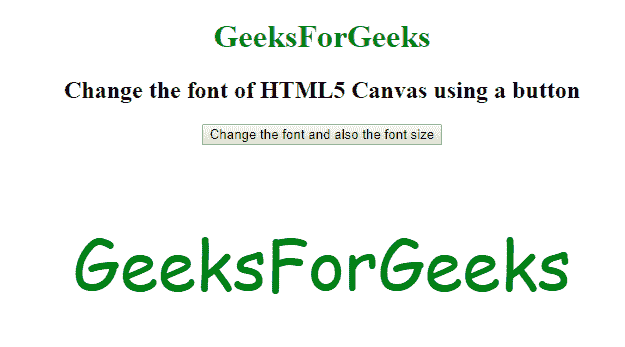 GeeksForGeeks
Change the font of HTML5 Canvas using a button
Change the font and also the font size
GeeksForGeeks